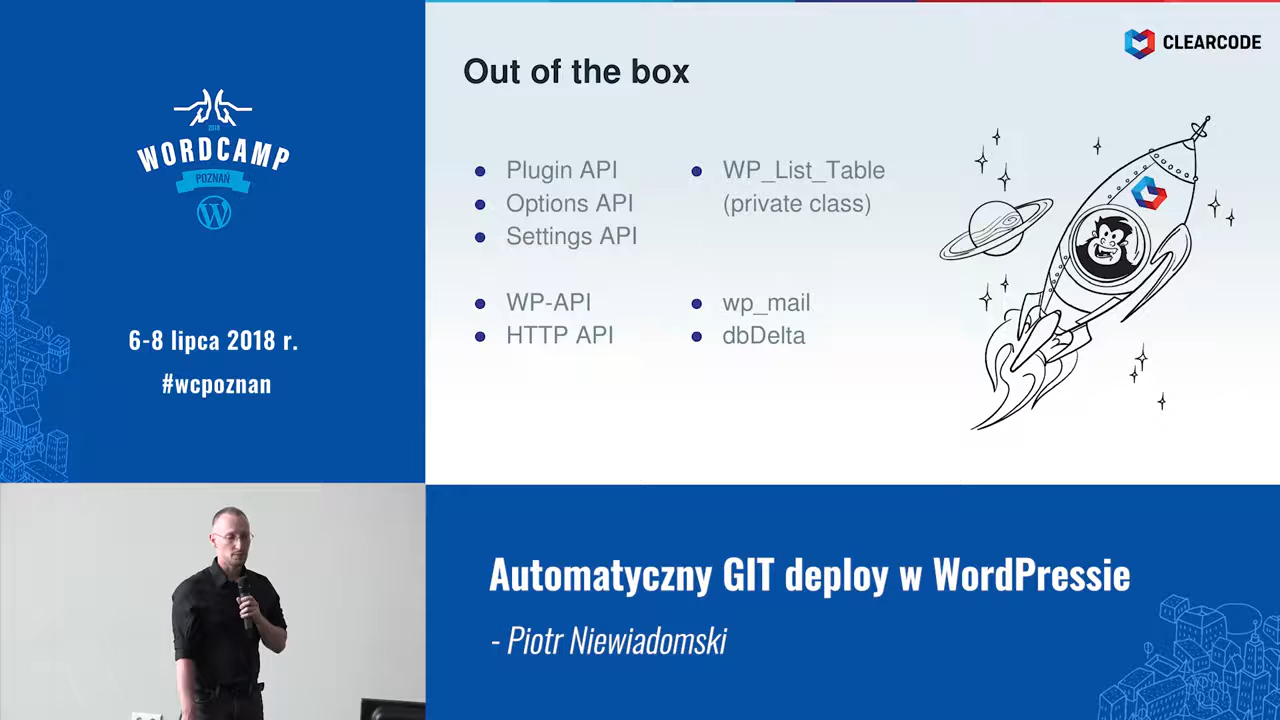 2018
WORDCAMP
POZNAŃ
6-8 lipca 2018 r.
#wcpoznan
CLEARCODE
Out of the box
Plugin API
Options API
Settings API
WP-API
HTTP API
WP_List_Table
(private class)
wp_mail
dbDelta
Automatyczny GIT deploy w WordPressie
- Piotr Niewiadomski